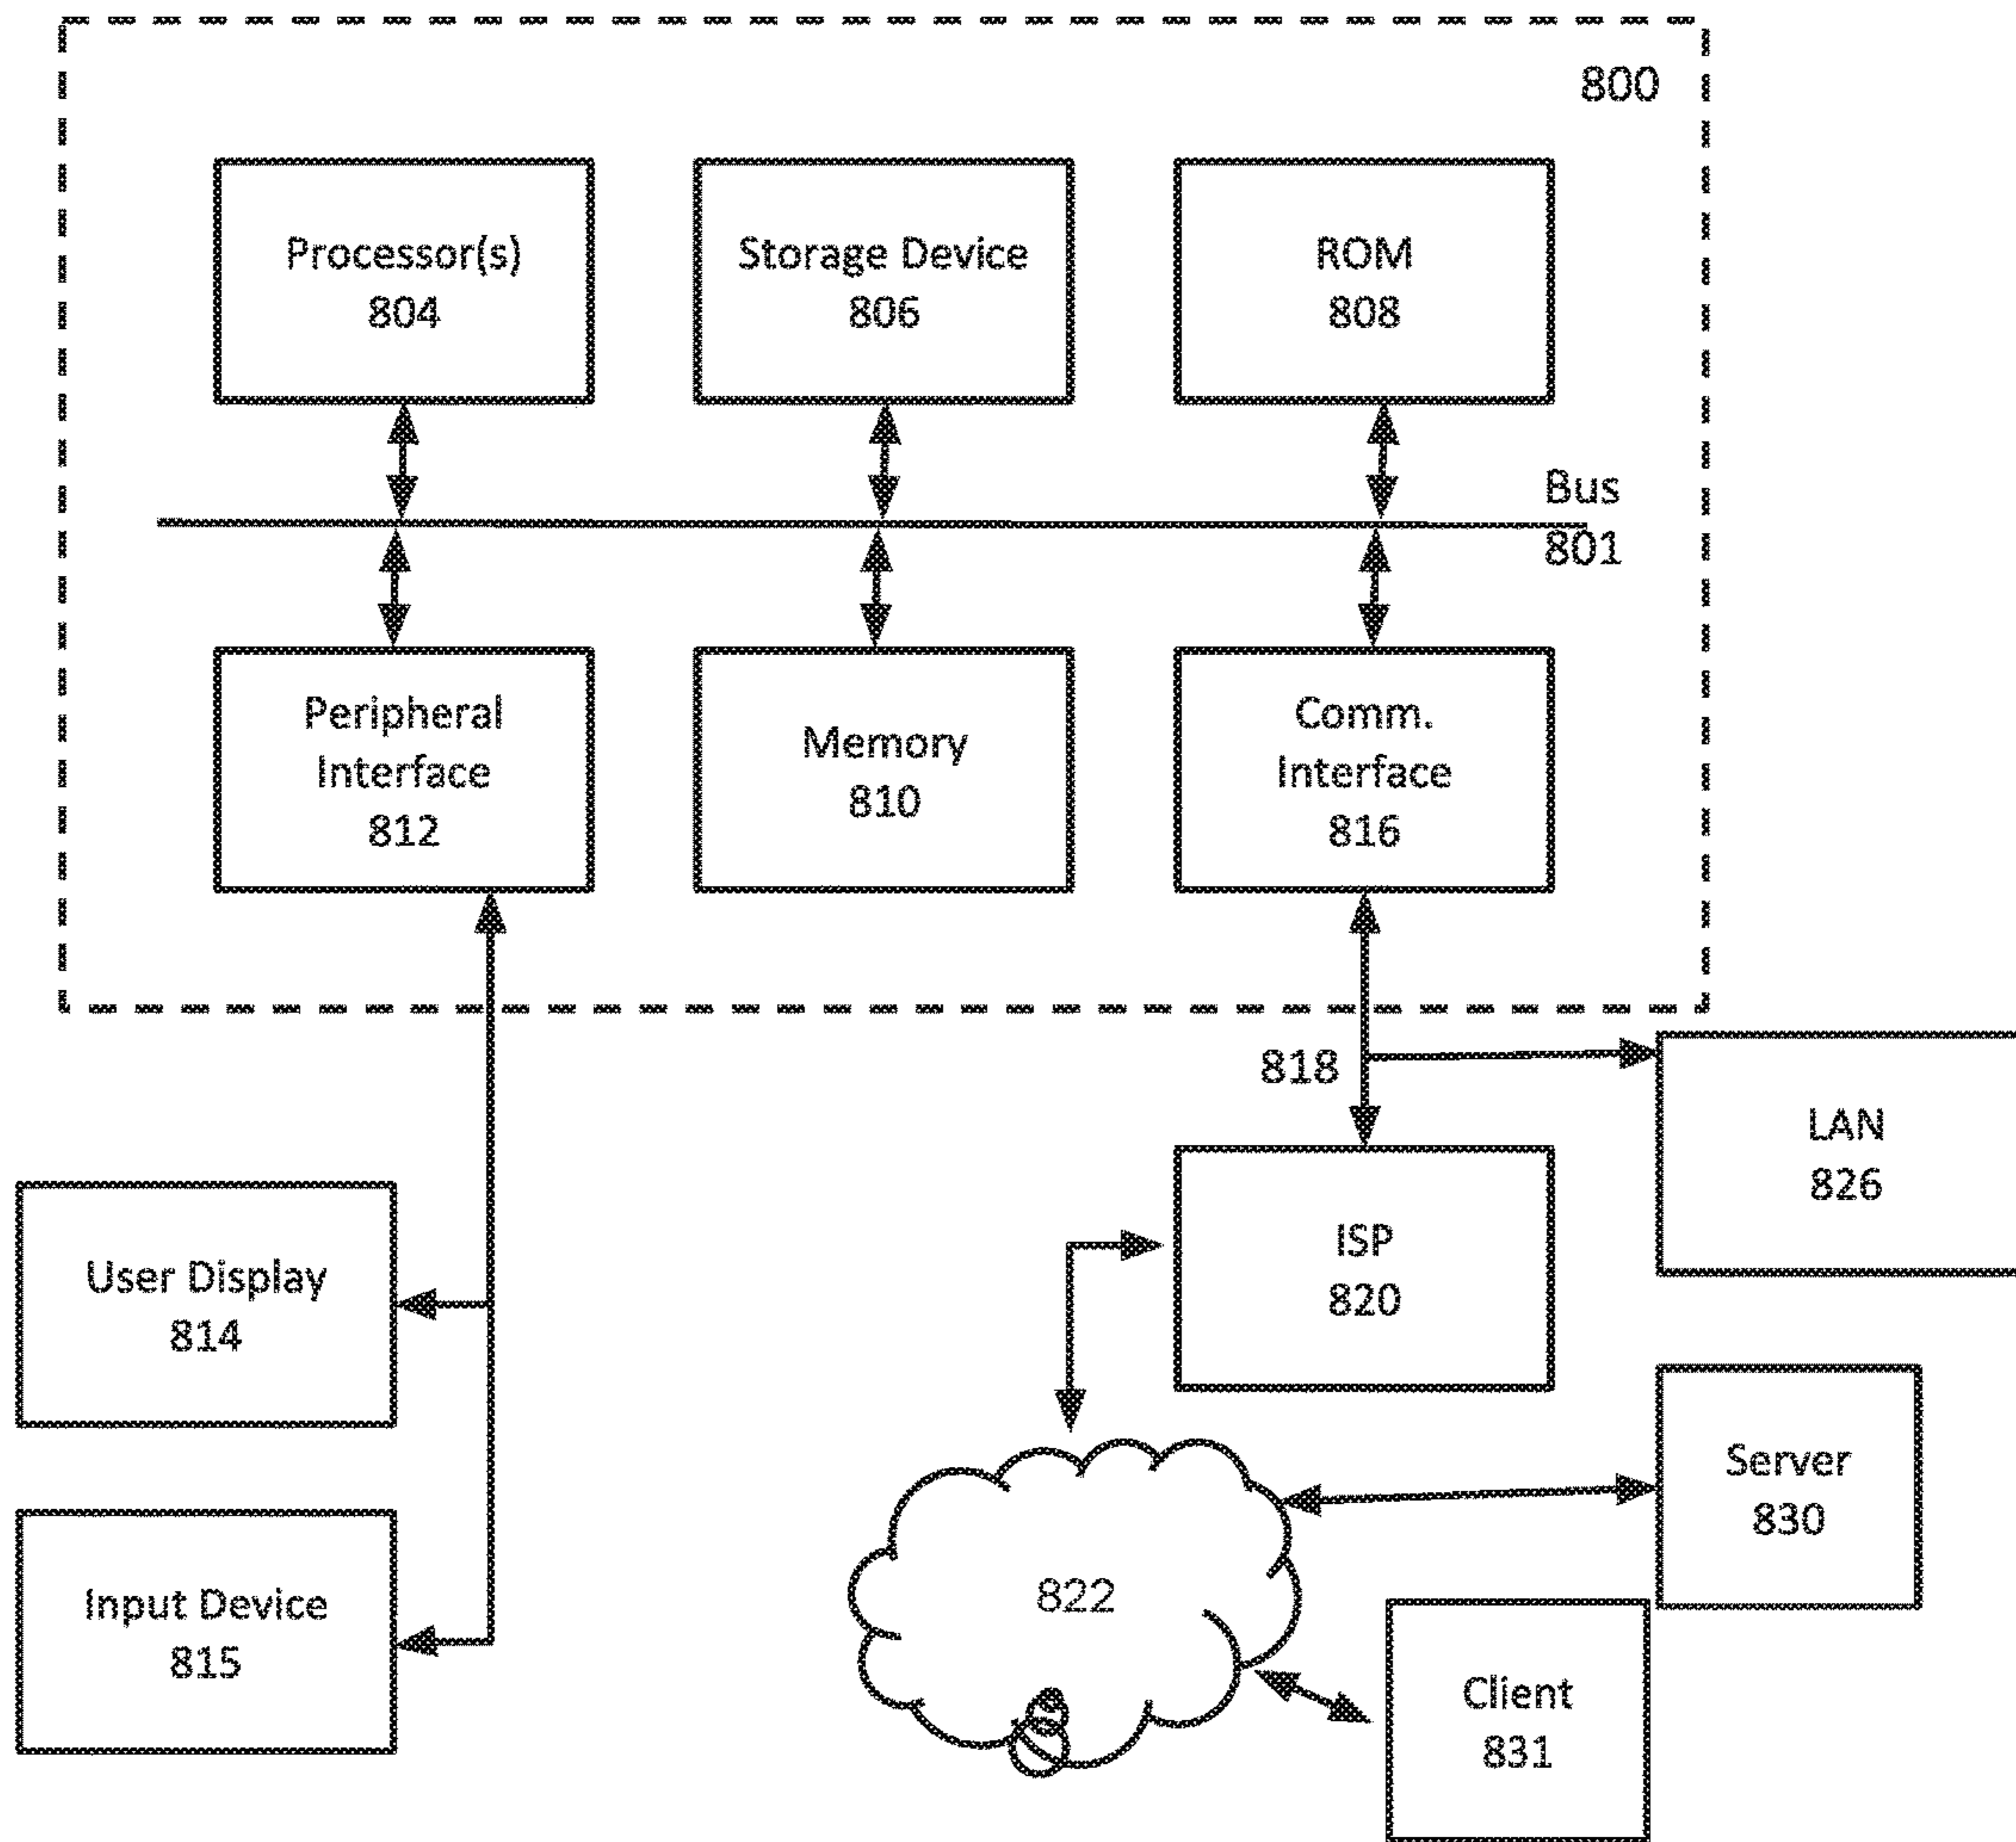 800
Processor(s)
804
Storage Device
806
ROM
808
Bus
801
Peripheral
Interface
812
Memory
810
Comm.
Interface
816
818
LAN
826
User Display
814
ISP
820
Server
830
Input Device
815
822
Client
831